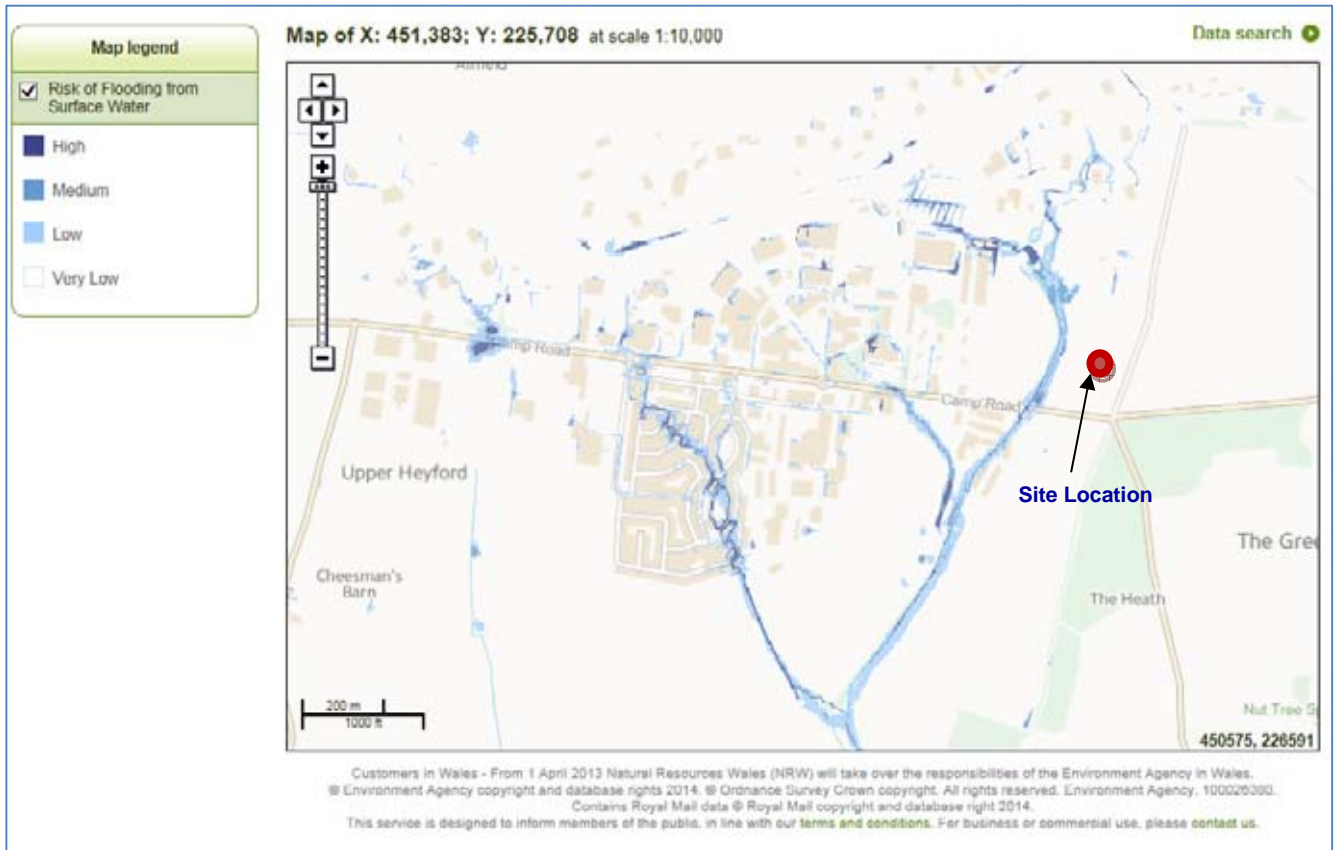 Map legend
Risk of Flooding from
Surface Water
High
Medium
Low
Very Low
Map of X: 451,383; Y: 225,708 at scale 1:10,000
Data search
Airfield
Camp Road
Camp Road
Upper Heyford
Site Location
The Gree
Cheesman's
Barn
The Heath
200 m
1000 ft
Nut Tree S
450575, 226591
Customers in Wales - From 1 April 2013 Natural Resources Wales (NRW) will take over the responsibilities of the Environment Agency in Wales.
© Environment Agency copyright and database rights 2014. © Ordnance Survey Crown copyright. All rights reserved. Environment Agency, 100026380.
Contains Royal Mail data © Royal Mail copyright and database right 2014.
This service is designed to inform members of the public, in line with our terms and conditions. For business or commercial use, please contact us.